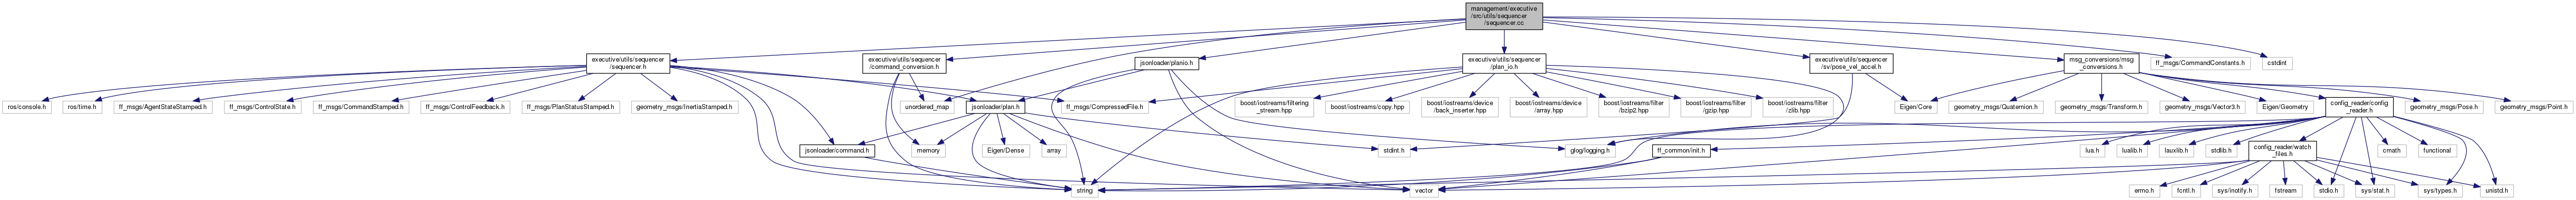 management/executive
/src/utils/sequencer
/sequencer.cc
executive/utils/sequencer
/sequencer.h
executive/utils/sequencer
/command_conversion.h
jsonloader/planio.h
executive/utils/sequencer
/plan_io.h
executive/utils/sequencer
/sv/pose_vel_accel.h
msg_conversions/msg
_conversions.h
ff_msgs/CommandConstants.h
cstdint
ros/console.h
ros/time.h
ff_msgs/AgentStateStamped.h
ff_msgs/ControlState.h
ff_msgs/CommandStamped.h
ff_msgs/ControlFeedback.h
ff_msgs/PlanStatusStamped.h
geometry_msgs/InertiaStamped.h
unordered_map
jsonloader/plan.h
ff_msgs/CompressedFile.h
boost/iostreams/filtering
_stream.hpp
boost/iostreams/copy.hpp
boost/iostreams/device
/back_inserter.hpp
boost/iostreams/device
/array.hpp
boost/iostreams/filter
/bzip2.hpp
boost/iostreams/filter
/gzip.hpp
boost/iostreams/filter
/zlib.hpp
Eigen/Core
geometry_msgs/Quaternion.h
geometry_msgs/Transform.h
geometry_msgs/Vector3.h
Eigen/Geometry
config_reader/config
_reader.h
geometry_msgs/Pose.h
geometry_msgs/Point.h
jsonloader/command.h
memory
Eigen/Dense
array
stdint.h
glog/logging.h
ff_common/init.h
lua.h
lualib.h
lauxlib.h
stdlib.h
config_reader/watch
_files.h
cmath
functional
string
vector
errno.h
fcntl.h
sys/inotify.h
fstream
stdio.h
sys/stat.h
sys/types.h
unistd.h